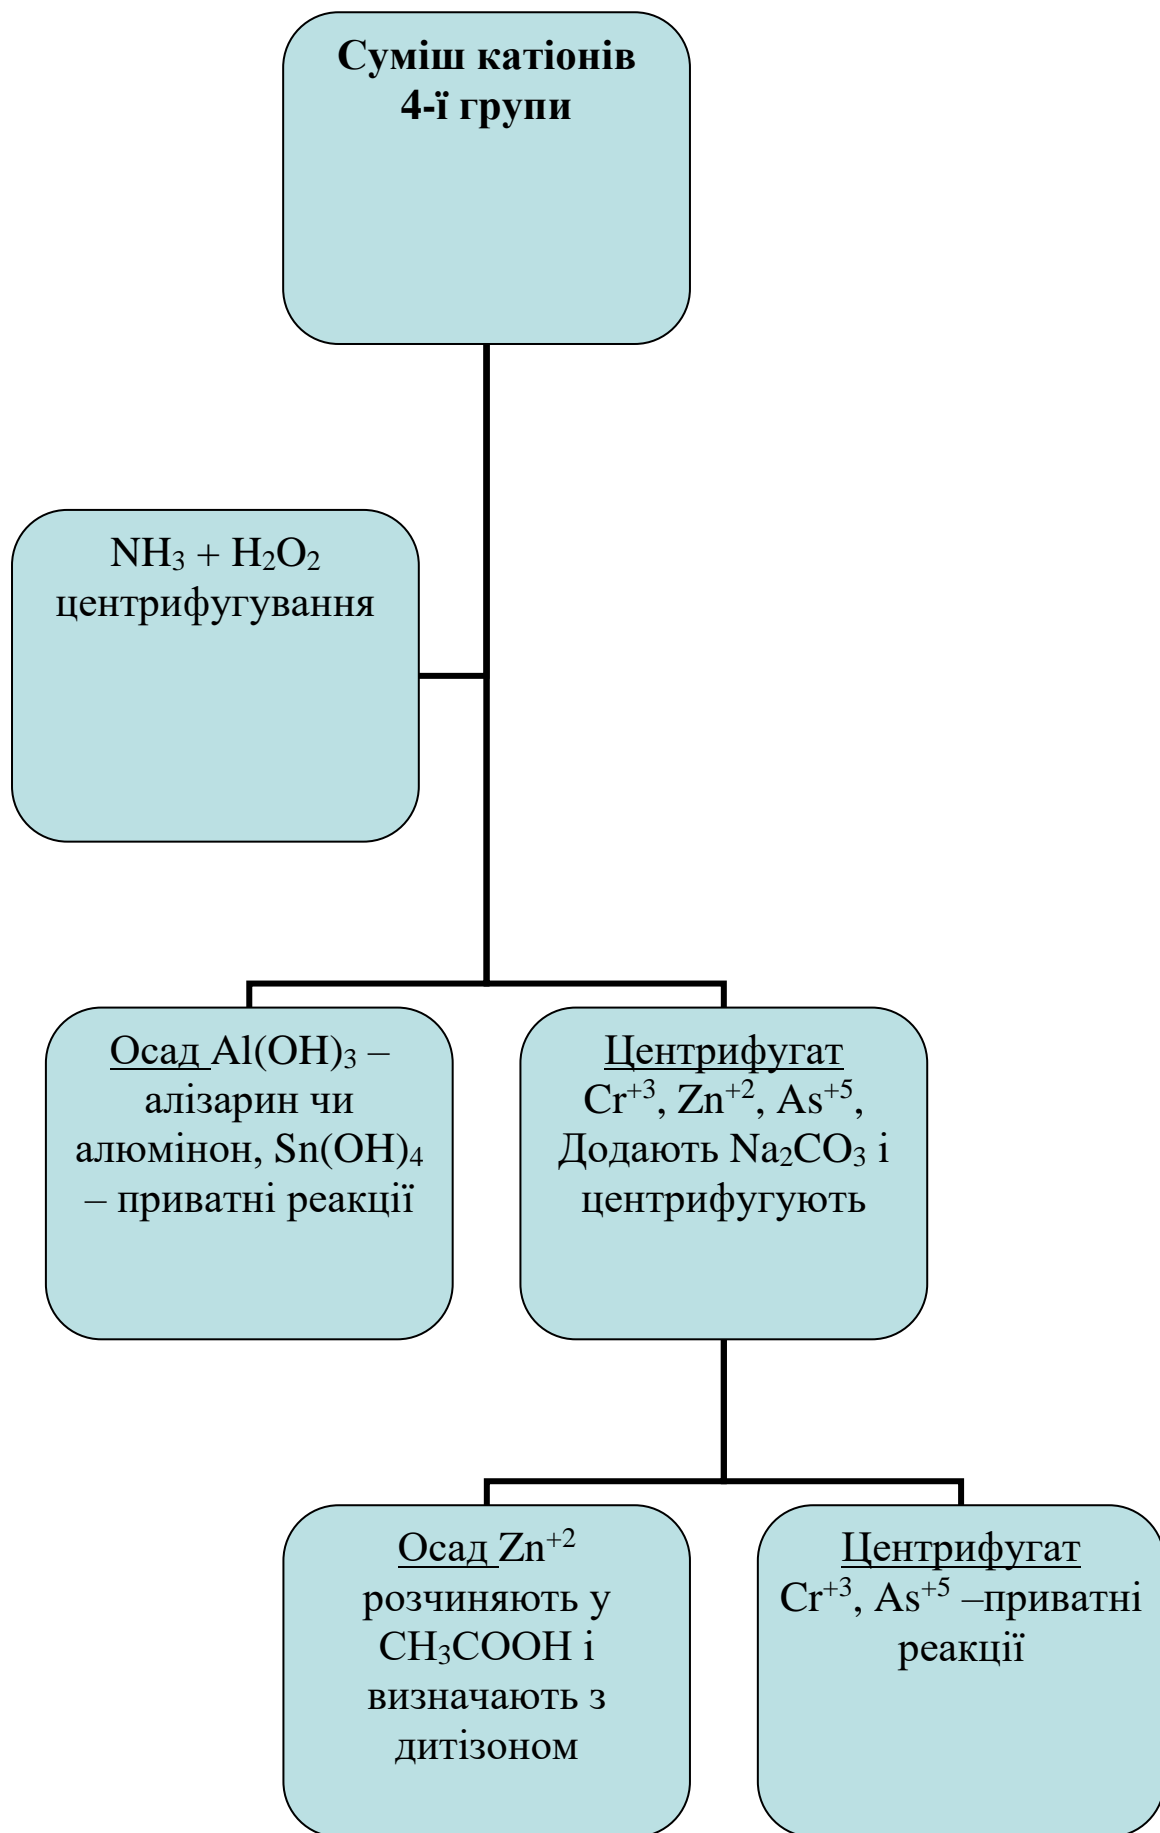 Суміш катіонів
4-ї групи
NH₃ + H₂O₂
центрифугування
Осад Al(OH)₃ –
алізарин чи
алюмінон, Sn(OH)₄
– приватні реакції
Центрифугат
Cr⁺³, Zn⁺², As⁺⁵,
Додають Na₂CO₃ і
центрифугують
Осад Zn⁺²
розчиняють у
CH₃COOH і
визначають з
дитізоном
Центрифугат
Cr⁺³, As⁺⁵ –приватні
реакції